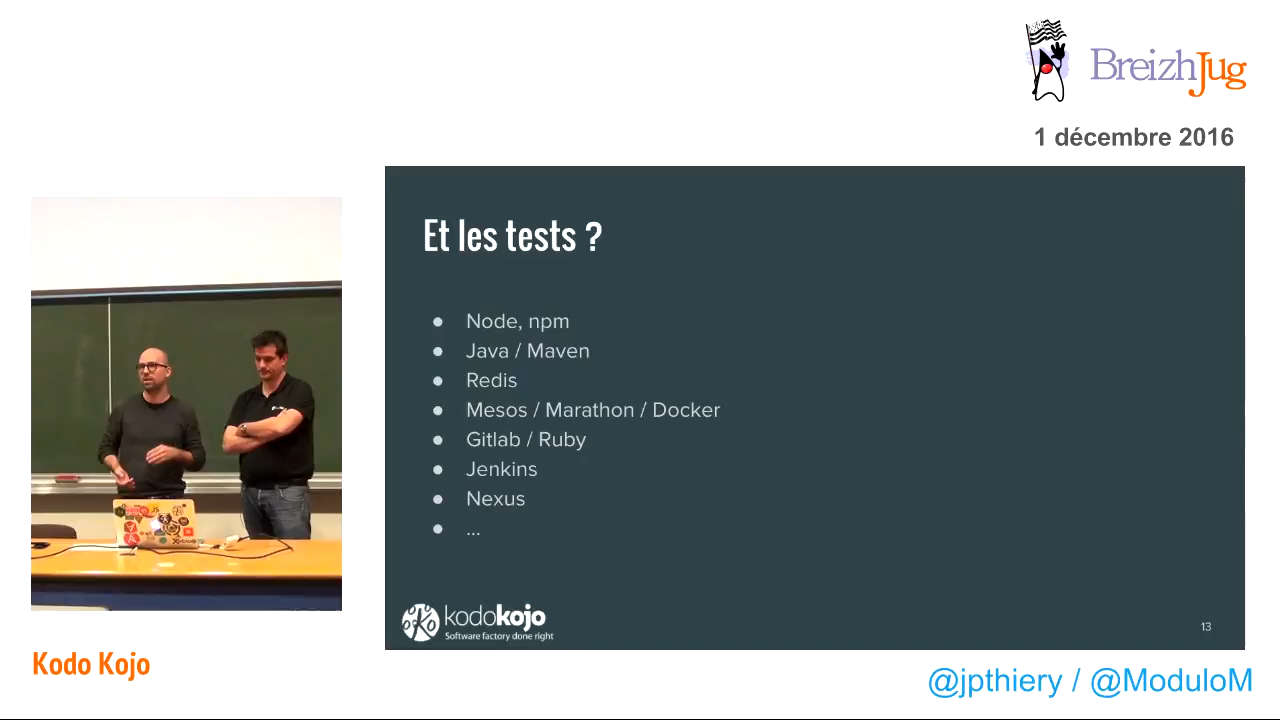 BreizhJug
1 décembre 2016
Et les tests ?
● Node, npm
● Java / Maven
● Redis
● Mesos / Marathon / Docker
● Gitlab / Ruby
● Jenkins
● Nexus
● ...
kodokojo
Software factory done right
13
Kodo Kojo
@jpthiery / @ModuloM